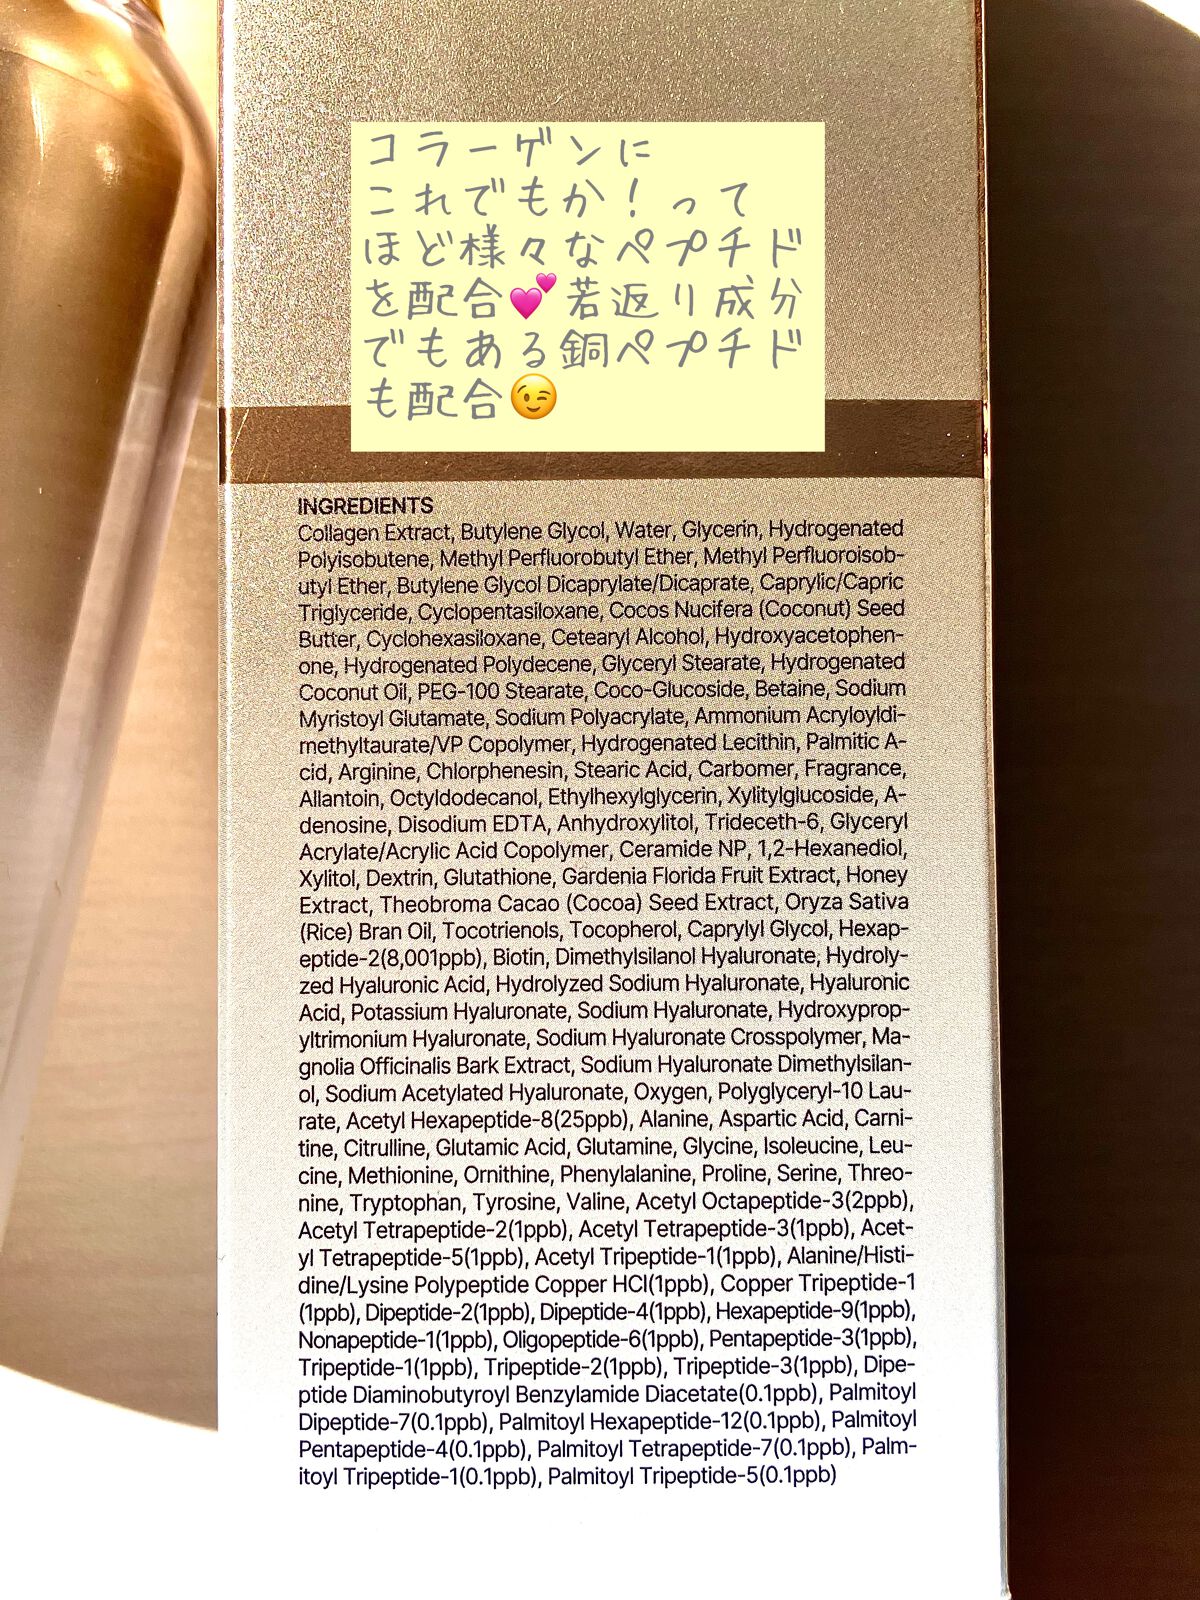 コラーゲンに
これでもか！って
ほど様々なペプチド
を配合💕若返り成分
でもある銅ペプチド
も配合😉
INGREDIENTS
Collagen Extract, Butylene Glycol, Water, Glycerin, Hydrogenated
Polyisobutene, Methyl Perfluorobutyl Ether, Methyl Perfluoroisob-
utyl Ether, Butylene Glycol Dicaprylate/Dicaprate, Caprylic/Capric
Triglyceride, Cyclopentasiloxane, Cocos Nucifera (Coconut) Seed
Butter, Cyclohexasiloxane, Cetearyl Alcohol, Hydroxyacetophen-
one, Hydrogenated Polydecene, Glyceryl Stearate, Hydrogenated
Coconut Oil, PEG-100 Stearate, Coco-Glucoside, Betaine, Sodium
Myristoyl Glutamate, Sodium Polyacrylate, Ammonium Acryloyldi-
methyltaurate/VP Copolymer, Hydrogenated Lecithin, Palmitic A-
cid, Arginine, Chlorphenesin, Stearic Acid, Carbomer, Fragrance,
Allantoin, Octyldodecanol, Ethylhexylglycerin, Xylitylglucoside, A-
denosine, Disodium EDTA, Anhydroxylitol, Trideceth-6, Glyceryl
Acrylate/Acrylic Acid Copolymer, Ceramide NP, 1,2-Hexanediol,
Xylitol, Dextrin, Glutathione, Gardenia Florida Fruit Extract, Honey
Extract, Theobroma Cacao (Cocoa) Seed Extract, Oryza Sativa
(Rice) Bran Oil, Tocotrienols, Tocopherol, Caprylyl Glycol, Hexap-
eptide-2(8,001ppb), Biotin, Dimethylsilanol Hyaluronate, Hydroly-
zed Hyaluronic Acid, Hydrolyzed Sodium Hyaluronate, Hyaluronic
Acid, Potassium Hyaluronate, Sodium Hyaluronate, Hydroxyprop-
yltrimonium Hyaluronate, Sodium Hyaluronate Crosspolymer, Ma-
gnolia Officinalis Bark Extract, Sodium Hyaluronate Dimethylsilan-
ol, Sodium Acetylated Hyaluronate, Oxygen, Polyglyceryl-10 Lau-
rate, Acetyl Hexapeptide-8(25ppb), Alanine, Aspartic Acid, Carni-
tine, Citrulline, Glutamic Acid, Glutamine, Glycine, Isoleucine, Leu-
cine, Methionine, Ornithine, Phenylalanine, Proline, Serine, Threo-
nine, Tryptophan, Tyrosine, Valine, Acetyl Octapeptide-3(2ppb),
Acetyl Tetrapeptide-2(1ppb), Acetyl Tetrapeptide-3(1ppb), Acet-
yl Tetrapeptide-5(1ppb), Acetyl Tripeptide-1(1ppb), Alanine/Histi-
dine/Lysine Polypeptide Copper HCl(1ppb), Copper Tripeptide-1
(1ppb), Dipeptide-2(1ppb), Dipeptide-4(1ppb), Hexapeptide-9(1ppb),
Nonapeptide-1(1ppb), Oligopeptide-6(1ppb), Pentapeptide-3(1ppb),
Tripeptide-1(1ppb), Tripeptide-2(1ppb), Tripeptide-3(1ppb), Dipe-
ptide Diaminobutyroyl Benzylamide Diacetate(0.1ppb), Palmitoyl
Dipeptide-7(0.1ppb), Palmitoyl Hexapeptide-12(0.1ppb), Palmitoyl
Pentapeptide-4(0.1ppb), Palmitoyl Tetrapeptide-7(0.1ppb), Palm-
itoyl Tripeptide-1(0.1ppb), Palmitoyl Tripeptide-5(0.1ppb)